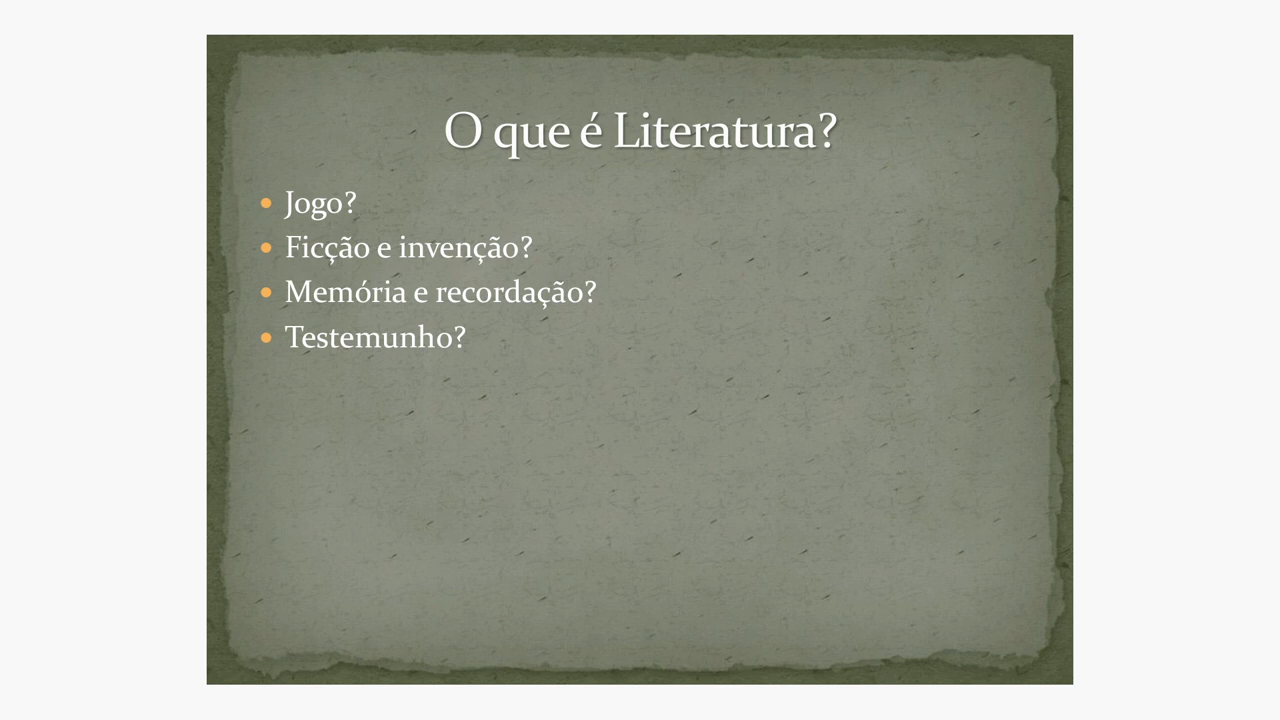 O que é Literatura?
Jogo?
Ficção e invenção?
Memória e recordação?
Testemunho?